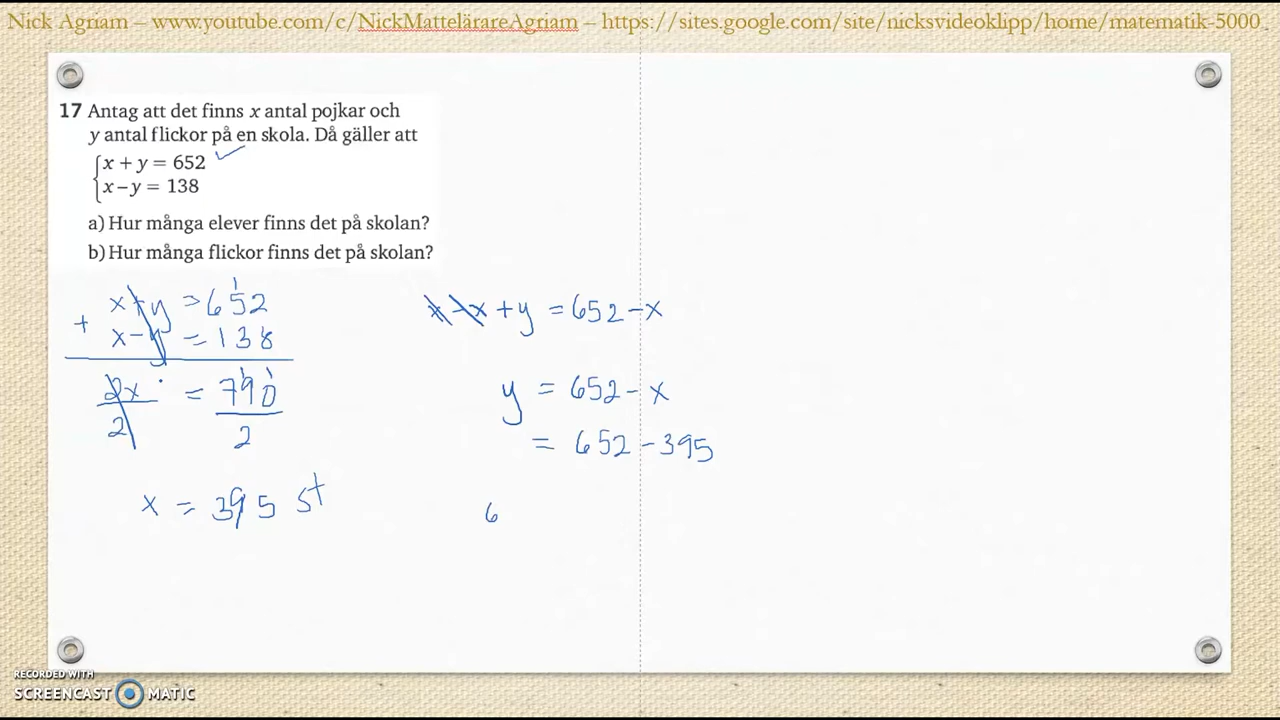 Nick Agriam – www.youtube.com/c/NickMattelärareAgriam – https://sites.google.com/site/nicksvideoklipp/home/matematik-5000
17 Antag att det finns x antal pojkar och
y antal flickor på en skola. Då gäller att
x + y = 652
x – y = 138
a) Hur många elever finns det på skolan?
b) Hur många flickor finns det på skolan?
x + y = 652
+ x - y = 138
2x = 790
2 2
x = 395 st
x - x + y = 652 - x
y = 652 - x
= 652 - 395
6
RECORDED WITH
SCREENCAST MATIC